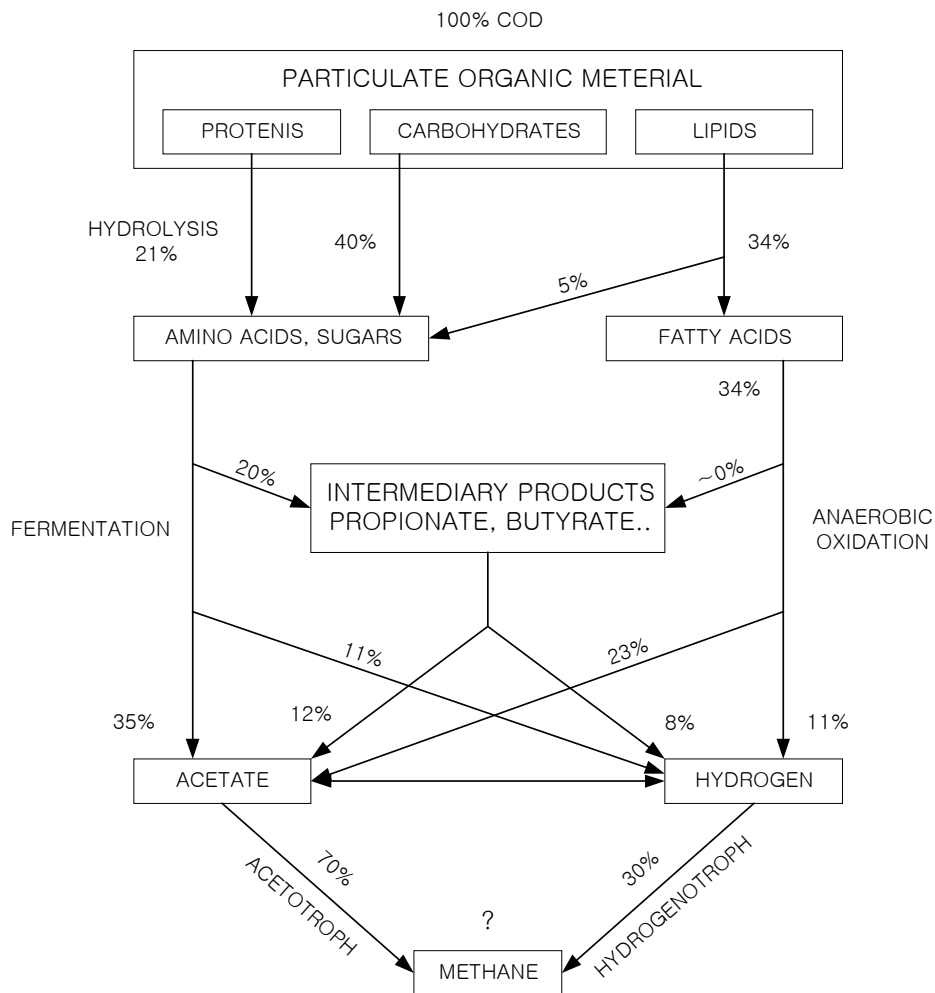 100% COD
PARTICULATE ORGANIC METERIAL
PROTENIS
CARBOHYDRATES
LIPIDS
HYDROLYSIS
21%
40%
34%
5%
AMINO ACIDS, SUGARS
FATTY ACIDS
34%
20%
~0%
INTERMEDIARY PRODUCTS
PROPIONATE, BUTYRATE..
FERMENTATION
ANAEROBIC
OXIDATION
11%
23%
35%
12%
8%
11%
ACETATE
HYDROGEN
70%
30%
ACETOTROPH
HYDROGENOTROPH
?
METHANE